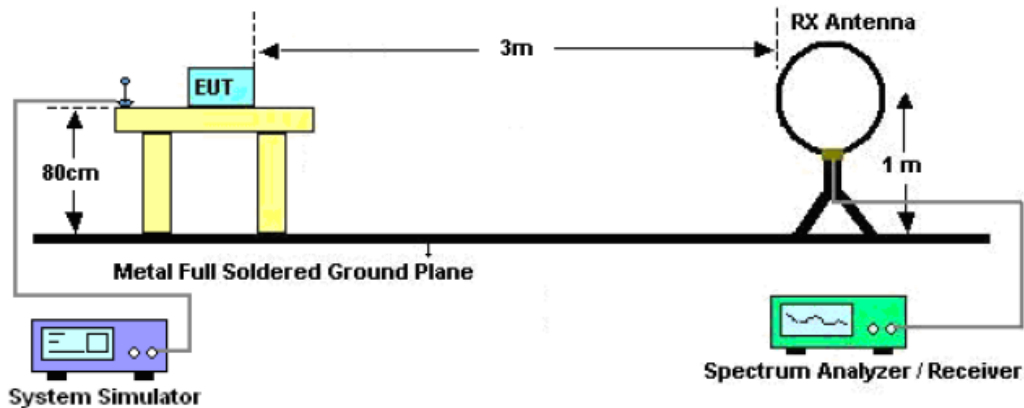 RX Antenna
3m
EUT
80cm
1 m
Metal Full Soldered Ground Plane
System Simulator
Spectrum Analyzer / Receiver